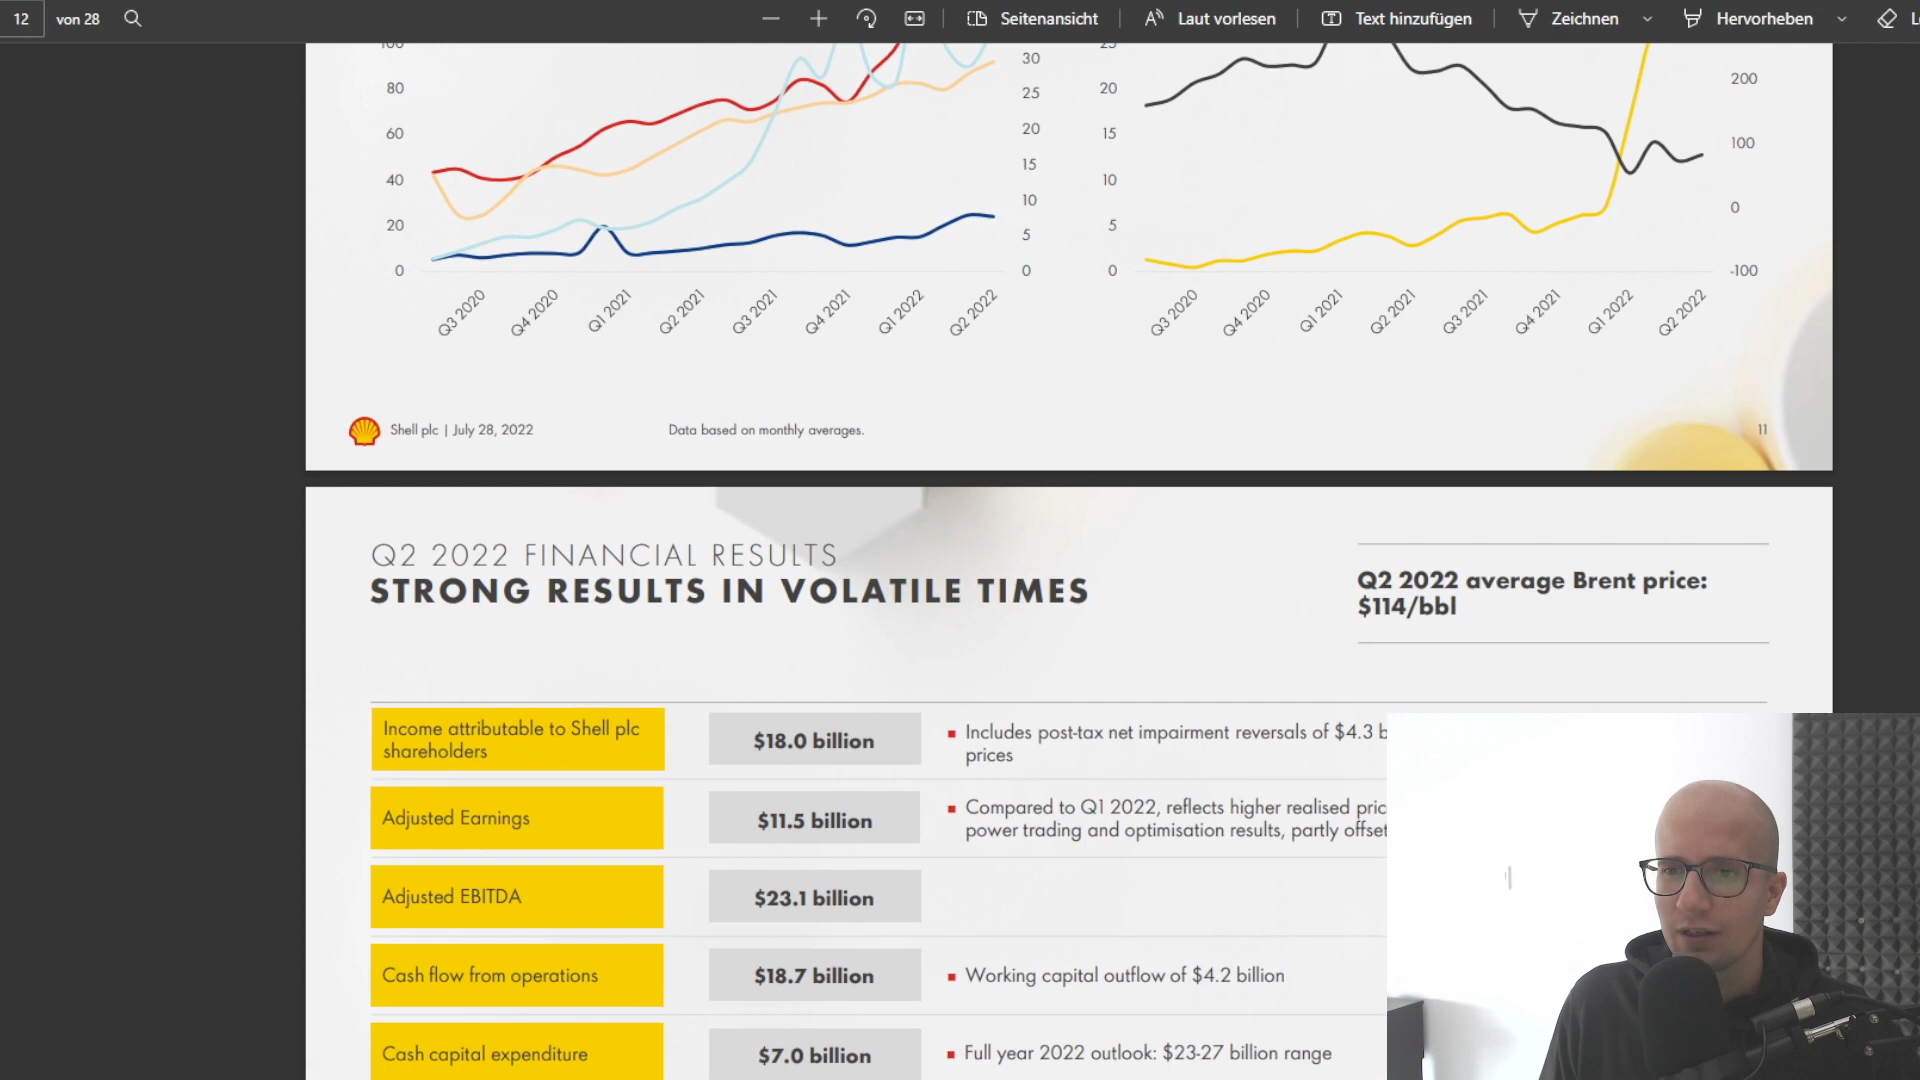 12 von 28 Seitenansicht Laut vorlesen Text hinzufügen Zeichnen Hervorheben
100 80 60 40 20 0
30 25 20 15 10 5 0
Q3 2020 Q4 2020 Q1 2021 Q2 2021 Q3 2021 Q4 2021 Q1 2022 Q2 2022
25 20 15 10 5 0
200 100 0 -100
Q3 2020 Q4 2020 Q1 2021 Q2 2021 Q3 2021 Q4 2021 Q1 2022 Q2 2022
Shell plc | July 28, 2022
Data based on monthly averages.
11
Q2 2022 FINANCIAL RESULTS
STRONG RESULTS IN VOLATILE TIMES
Q2 2022 average Brent price:
$114/bbl
Income attributable to Shell plc
shareholders
$18.0 billion
▪ Includes post-tax net impairment reversals of $4.3 b
prices
Adjusted Earnings
$11.5 billion
▪ Compared to Q1 2022, reflects higher realised pric
power trading and optimisation results, partly offset
Adjusted EBITDA
$23.1 billion
Cash flow from operations
$18.7 billion
▪ Working capital outflow of $4.2 billion
Cash capital expenditure
$7.0 billion
▪ Full year 2022 outlook: $23-27 billion range